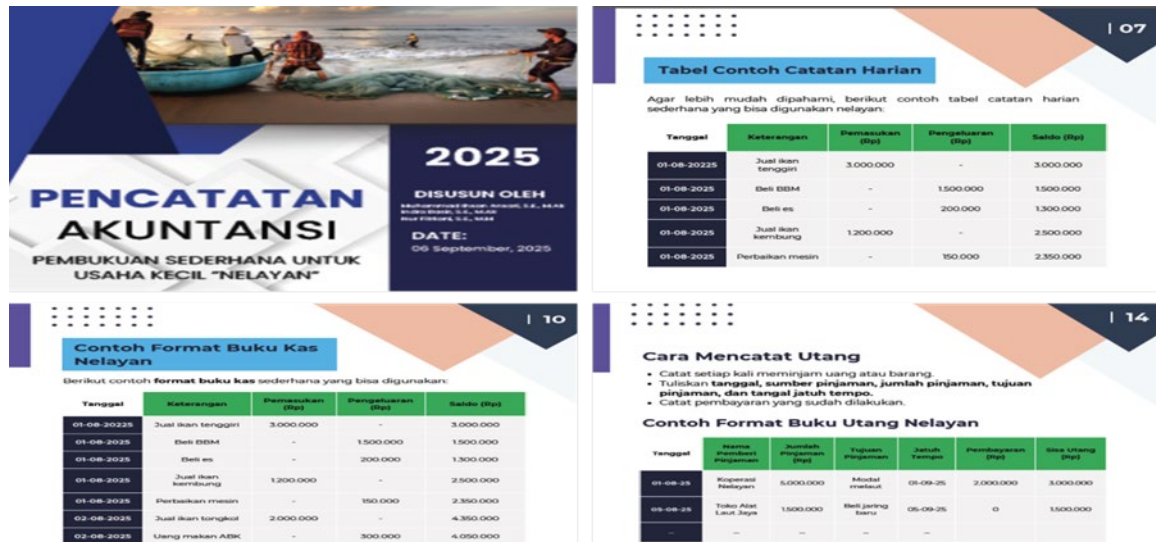 2025
DISUSUN OLEH
DATE:
06 September, 2025
PENCATATAN
AKUNTANSI
PEMBUKUAN SEDERHANA UNTUK
USAHA KECIL "NELAYAN"
| 07
Tabel Contoh Catatan Harian
Agar lebih mudah dipahami, berikut contoh tabel catatan harian
sederhana yang bisa digunakan nelayan:
Tanggal Keterangan Pemasukan (Rp) Pengeluaran (Rp) Saldo (Rp)
01-08-20225 Jual ikan tenggiri 3.000.000 - 3.000.000
01-08-2025 Beli BBM - 1.500.000 1.500.000
01-08-2025 Beli es - 200.000 1.300.000
01-08-2025 Jual ikan kembung 1.200.000 - 2.500.000
01-08-2025 Perbaikan mesin - 150.000 2.350.000
| 10
Contoh Format Buku Kas
Nelayan
Berikut contoh format buku kas sederhana yang bisa digunakan:
Tanggal Keterangan Pemasukan (Rp) Pengeluaran (Rp) Saldo (Rp)
01-08-20225 Jual ikan tenggiri 3.000.000 - 3.000.000
01-08-2025 Beli BBM - 1.500.000 1.500.000
01-08-2025 Beli es - 200.000 1.300.000
01-08-2025 Jual ikan kembung 1.200.000 - 2.500.000
01-08-2025 Perbaikan mesin - 150.000 2.350.000
02-08-2025 Jual ikan tongkol 2.000.000 - 4.350.000
02-08-2025 Uang makan ABK - 300.000 4.050.000
| 14
Cara Mencatat Utang
• Catat setiap kali meminjam uang atau barang.
• Tuliskan tanggal, sumber pinjaman, jumlah pinjaman, tujuan
pinjaman, dan tangal jatuh tempo.
• Catat pembayaran yang sudah dilakukan.
Contoh Format Buku Utang Nelayan
Tanggal Nama Pemberi Pinjaman Jumlah Pinjaman (Rp) Tujuan Pinjaman Jatuh Tempo Pembayaran (Rp) Sisa Utang (Rp)
01-08-25 Koperasi Nelayan 5.000.000 Modal melaut 01-09-25 2.000.000 3.000.000
05-08-25 Toko Alat Laut Jaya 1.500.000 Beli jaring baru 05-09-25 0 1.500.000
- - - - -